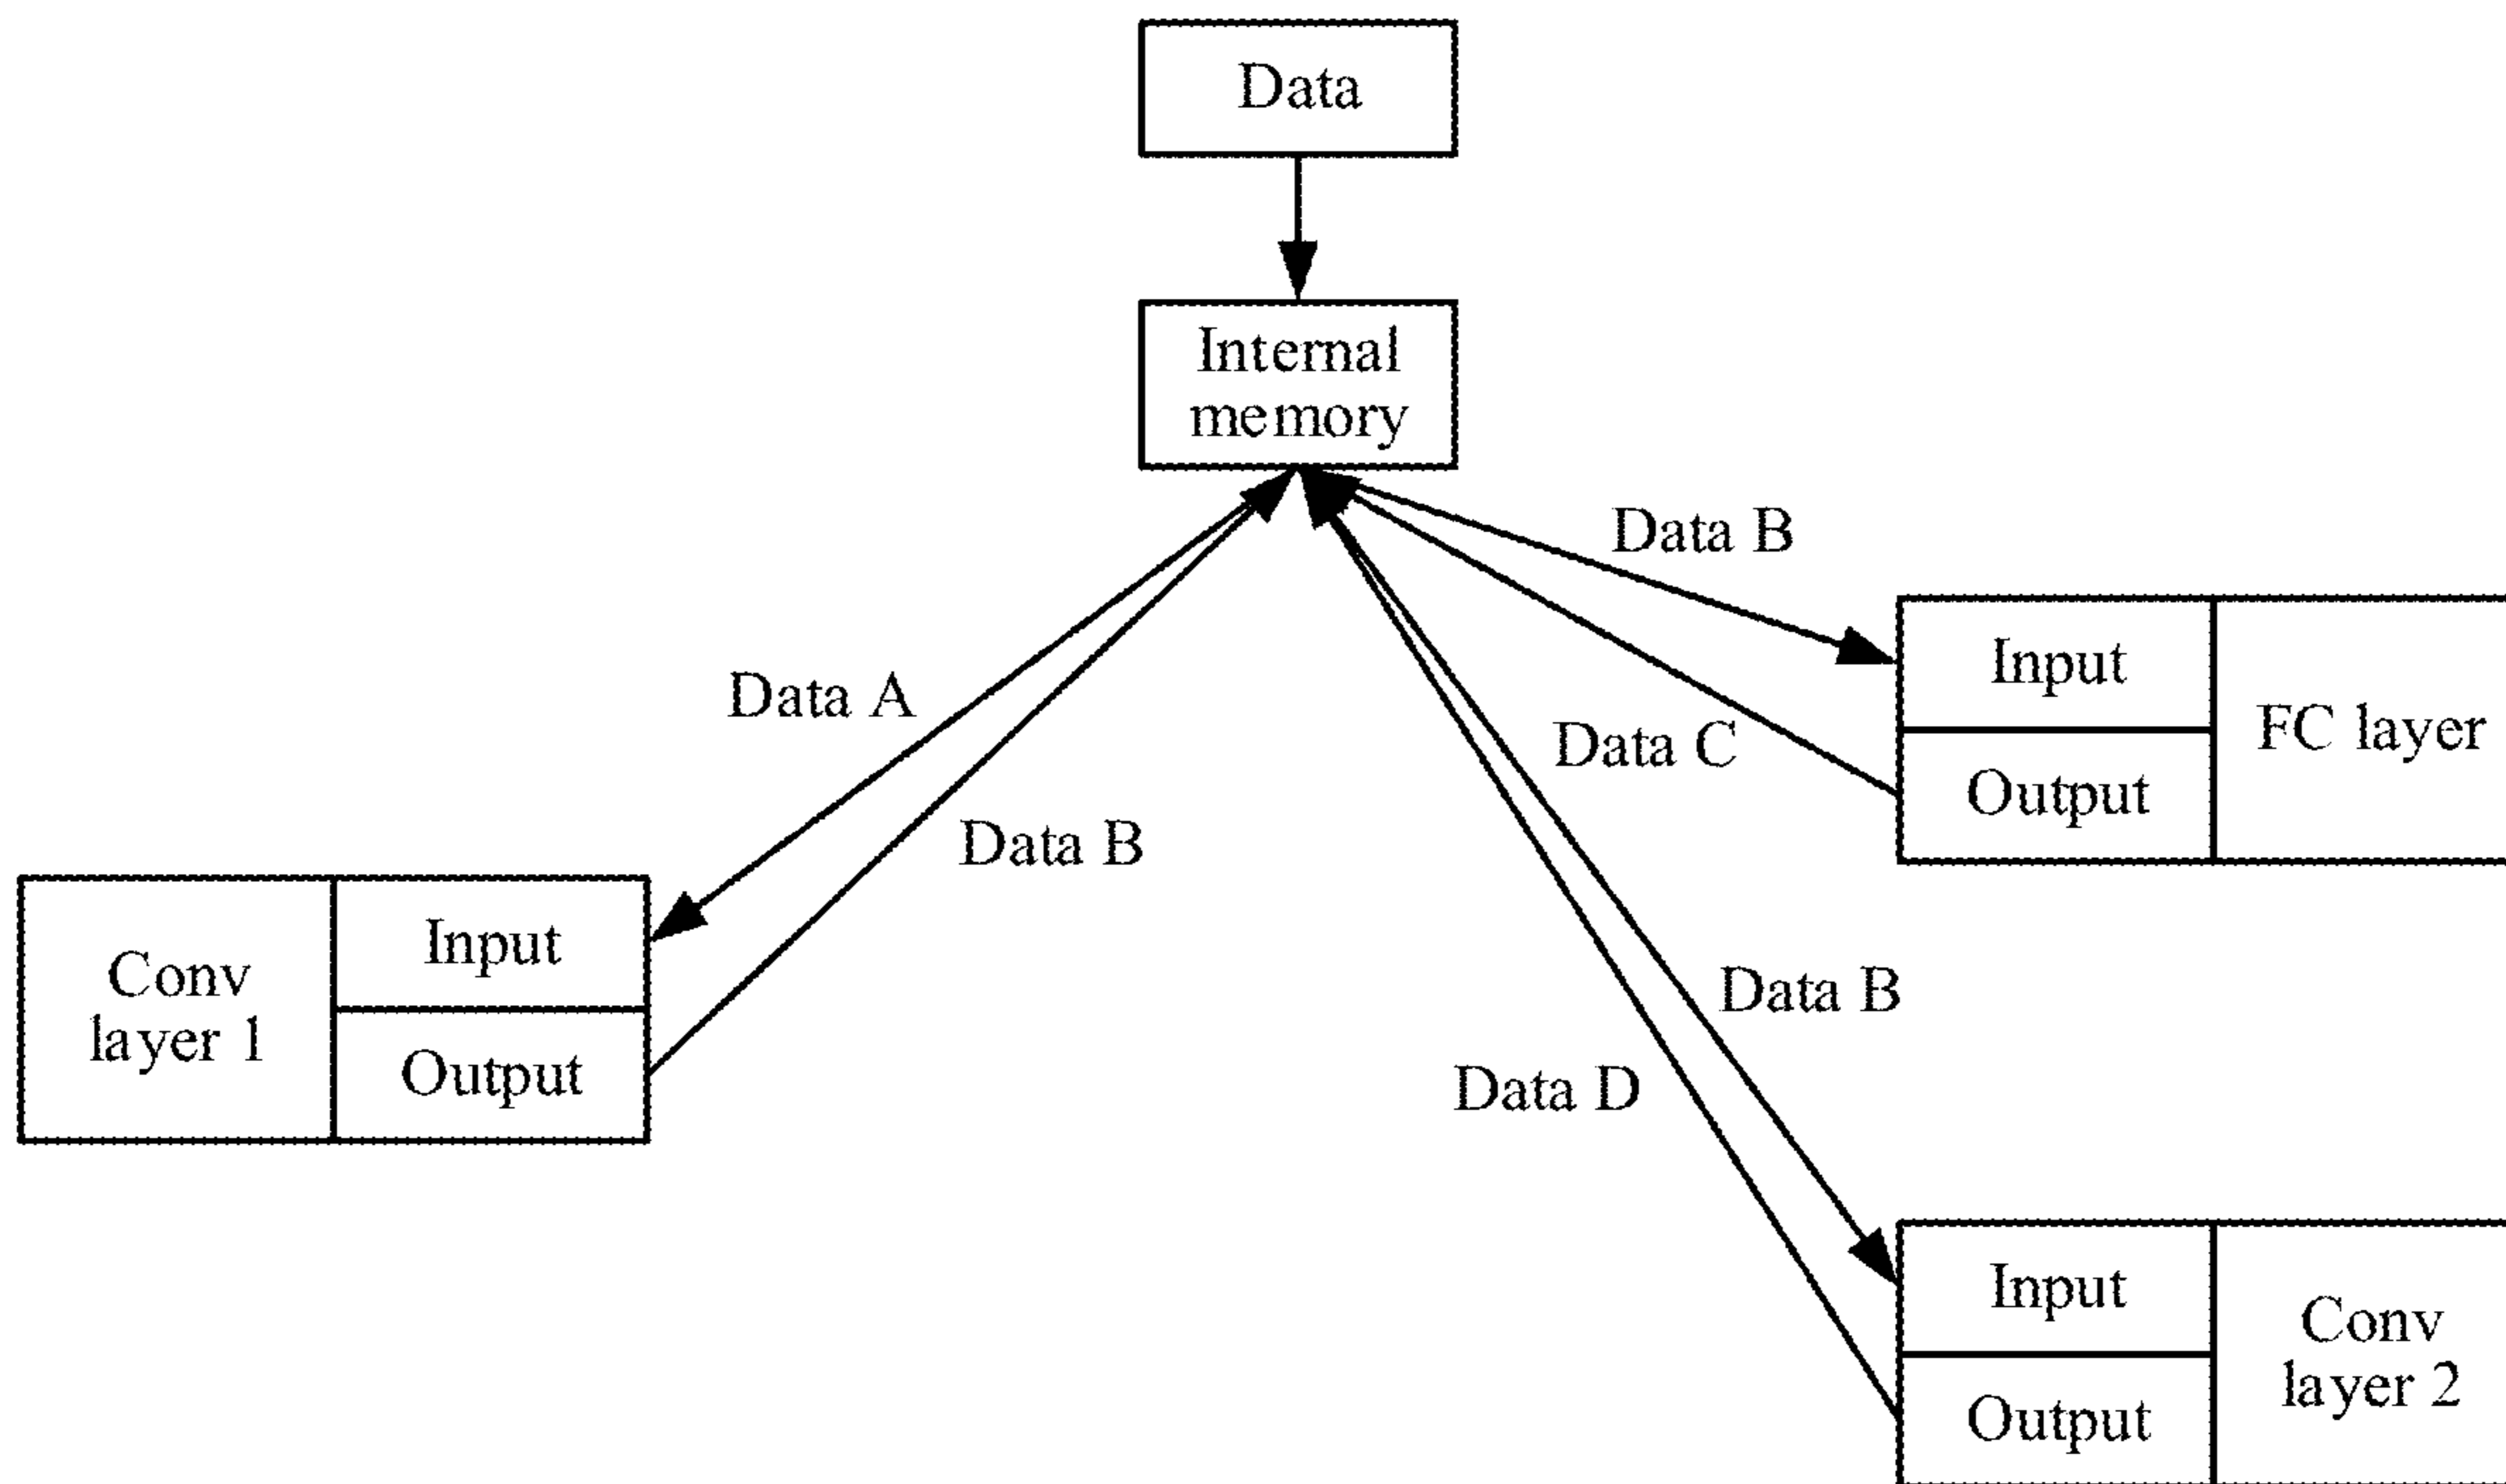 Data
Internal
memory
Data B
Data A
Data C
Data B
Input
FC layer
Output
Conv
layer 1
Input
Output
Data B
Data D
Input
Conv
layer 2
Output